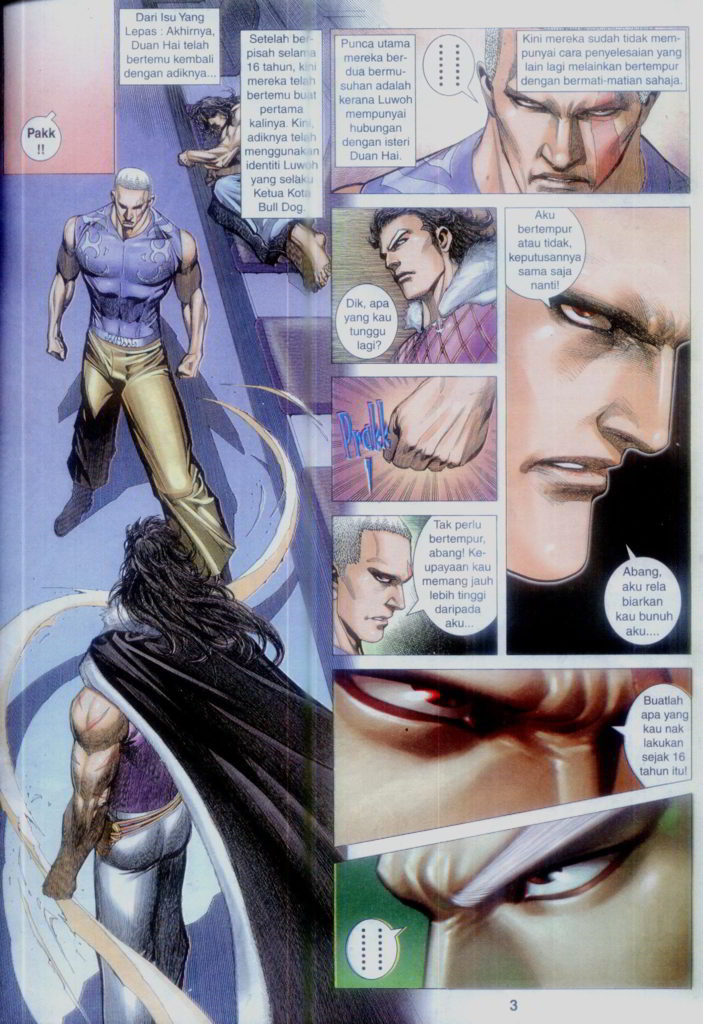 Dari Isu Yang
Lepas : Akhirnya,
Duan Hai telah
bertemu kembali
dengan adiknya...
Pakk
!!
Setelah ber-
pisah selama
16 tahun, kini
mereka telah
bertemu buat
pertama
kalinya. Kini,
adiknya telah
menggunakan
identiti Luwoh
yang selaku
Ketua Kota
Bull Dog.
Punca utama
mereka ber-
dua bermu-
suhan adalah
kerana Luwoh
mempunyai
hubungan
dengan isteri
Duan Hai.
Kini mereka sudah tidak mem-
punyai cara penyelesaian yang
lain lagi melainkan bertempur
dengan bermati-matian sahaja.
Dik, apa
yang kau
tunggu
lagi?
Aku
bertempur
atau tidak,
keputusannya
sama saja
nanti!
Prakk
!
Tak perlu
bertempur,
abang! Ke-
upayaan kau
memang jauh
lebih tinggi
daripada
aku...
Abang,
aku rela
biarkan
kau bunuh
aku....
Buatlah
apa yang
kau nak
lakukan
sejak 16
tahun itu!
3